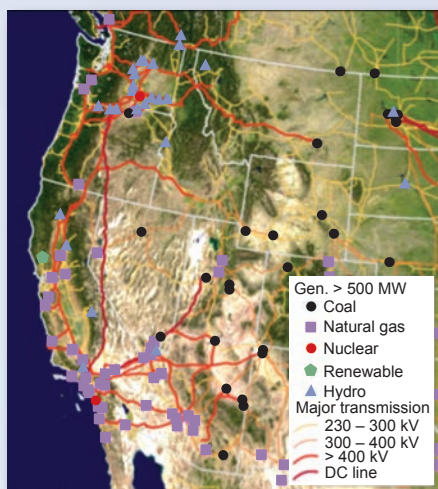 Gen. > 500 MW
Coal
Natural gas
Nuclear
Renewable
Hydro
Major transmission
230 – 300 kV
300 – 400 kV
> 400 kV
DC line